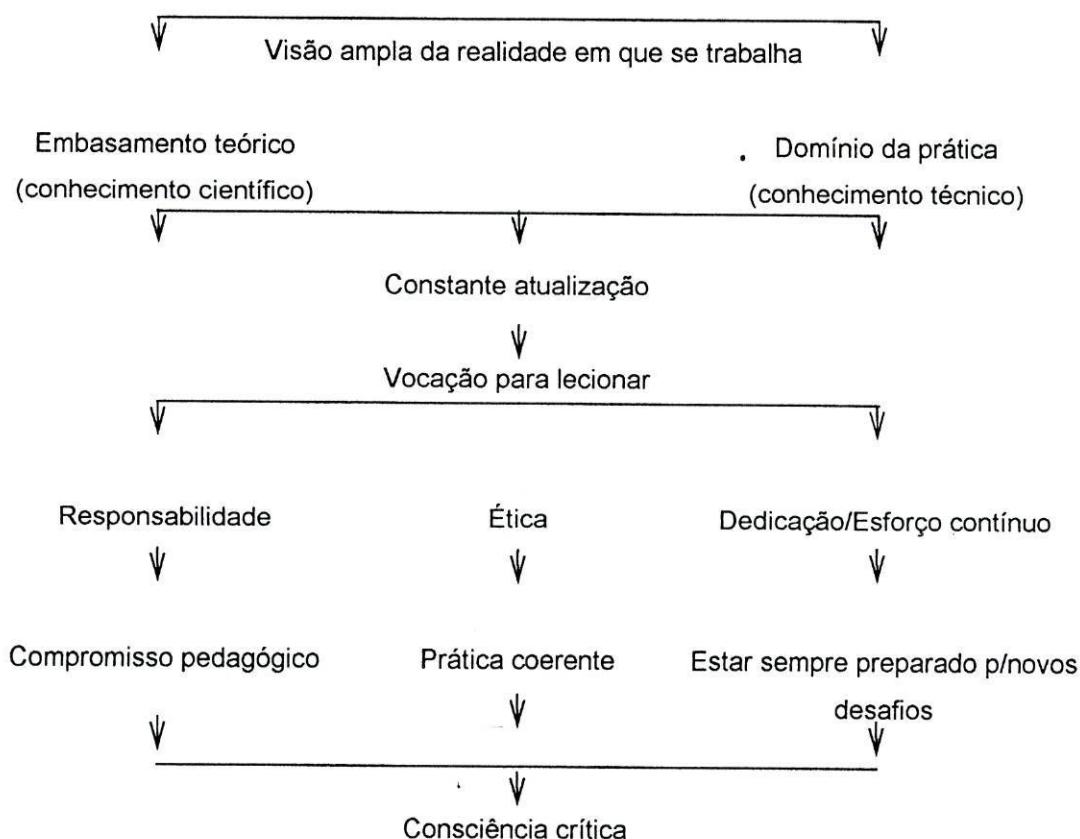 Visão ampla da realidade em que se trabalha
Embasamento teórico
(conhecimento científico)
Domínio da prática
(conhecimento técnico)
Constante atualização
Vocação para lecionar
Responsabilidade
Ética
Dedicação/Esforço contínuo
Compromisso pedagógico
Prática coerente
Estar sempre preparado p/novos
desafios
Consciência crítica